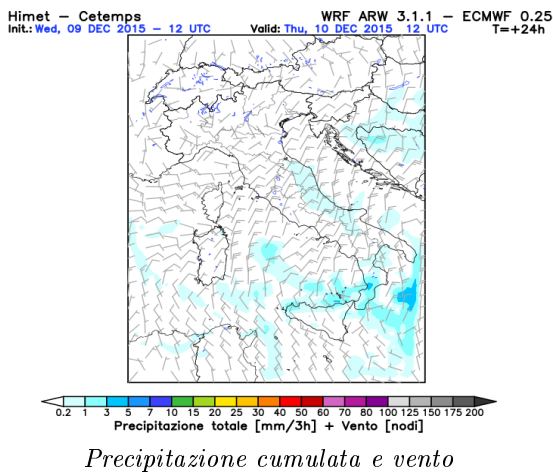 Himet – Cetemps WRF ARW 3.1.1 – ECMWF 0.25
Init.: Wed, 09 DEC 2015 – 12 UTC Valid: Thu, 10 DEC 2015 12 UTC T=+24h
0.2 1 3 5 7 10 15 20 25 30 40 50 60 70 80 100 125 150 175 200
Precipitazione totale [mm/3h] + Vento [nodi]
Precipitazione cumulata e vento